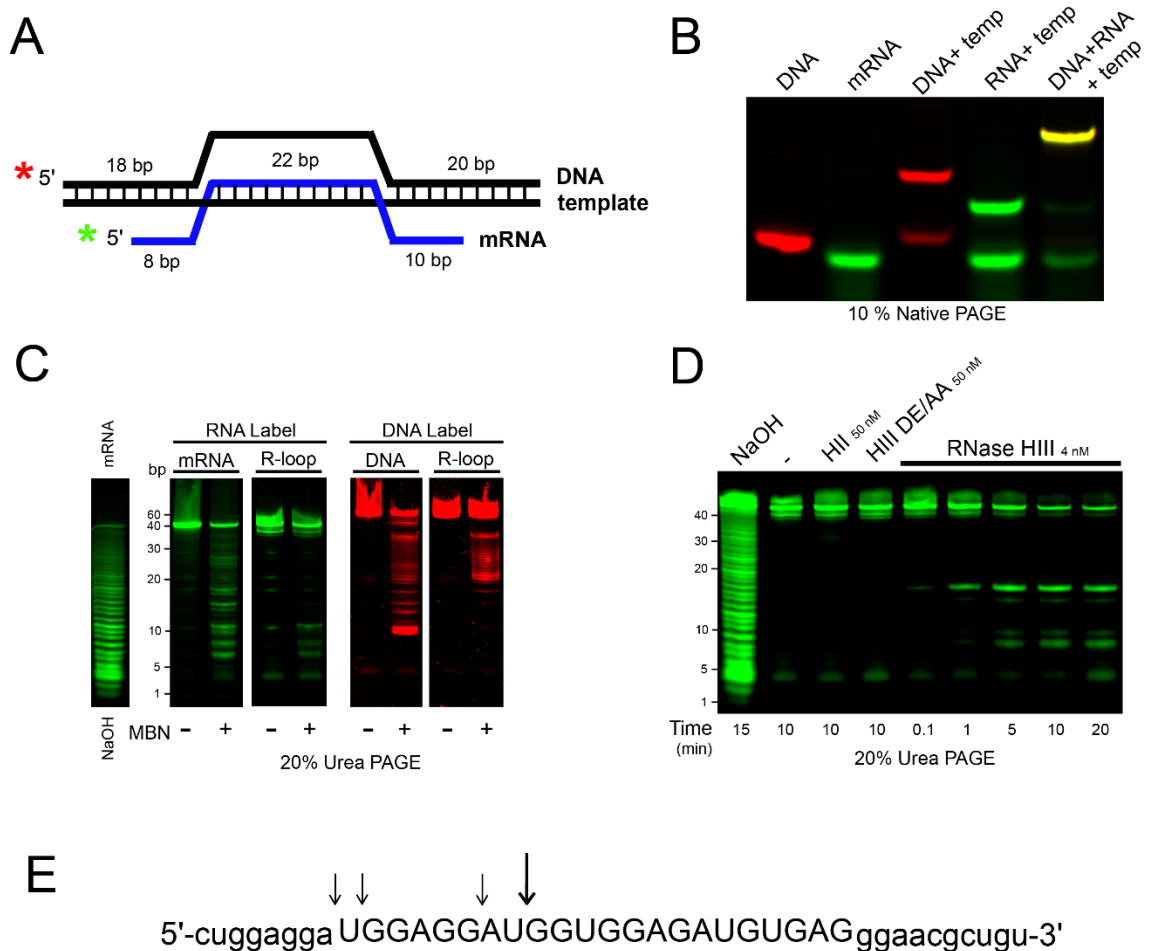 A
* 5'
18 bp
22 bp
20 bp
DNA
template
* 5'
mRNA
8 bp
10 bp
B
DNA
mRNA
DNA+ temp
RNA+ temp
DNA+RNA
+ temp
10 % Native PAGE
C
mRNA
NaOH
RNA Label
DNA Label
mRNA
R-loop
DNA
R-loop
bp
60
40
30
20
10
5
1
MBN - + - + - + - +
20% Urea PAGE
D
NaOH
-
HII 50 nM
HIII DE/AA 50 nM
RNase HIII 4 nM
40
30
20
10
5
1
Time 15 10 10 10 0.1 1 5 10 20
(min)
20% Urea PAGE
E
5'-cuggaggaUGGAGGAUGGUGGAGAUGUGAGggaacgcugu-3'